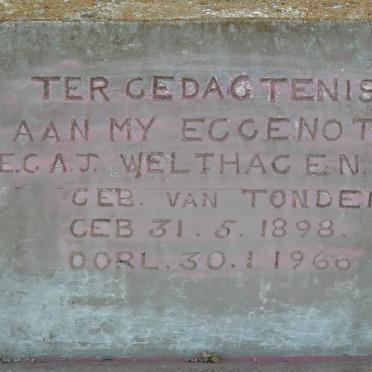 TER GEDAGTENIS
AAN MY EGGENOT
E.C.A.J. WELTHAGEN.
GEB. VAN TONDER
GEB 31.5.1898.
OORL.30.1 1966